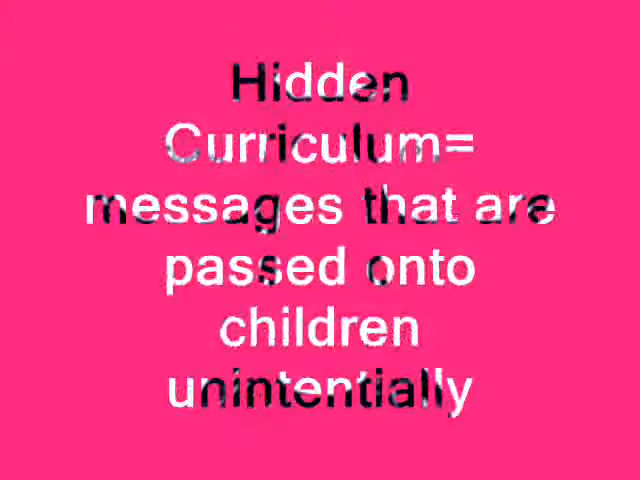 Hidden
Curriculum=
messages that are
passed onto
children
unintentially